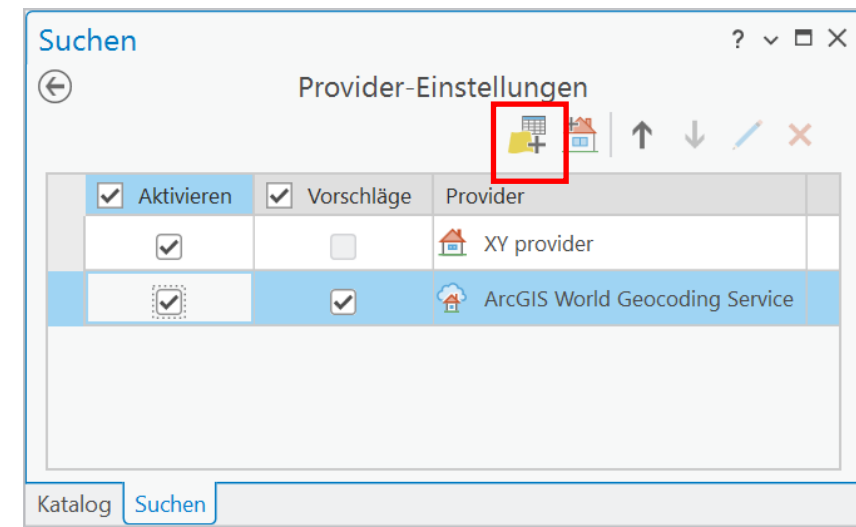 Suchen
Provider-Einstellungen
Aktivieren Vorschläge Provider
XY provider
ArcGIS World Geocoding Service
Katalog Suchen